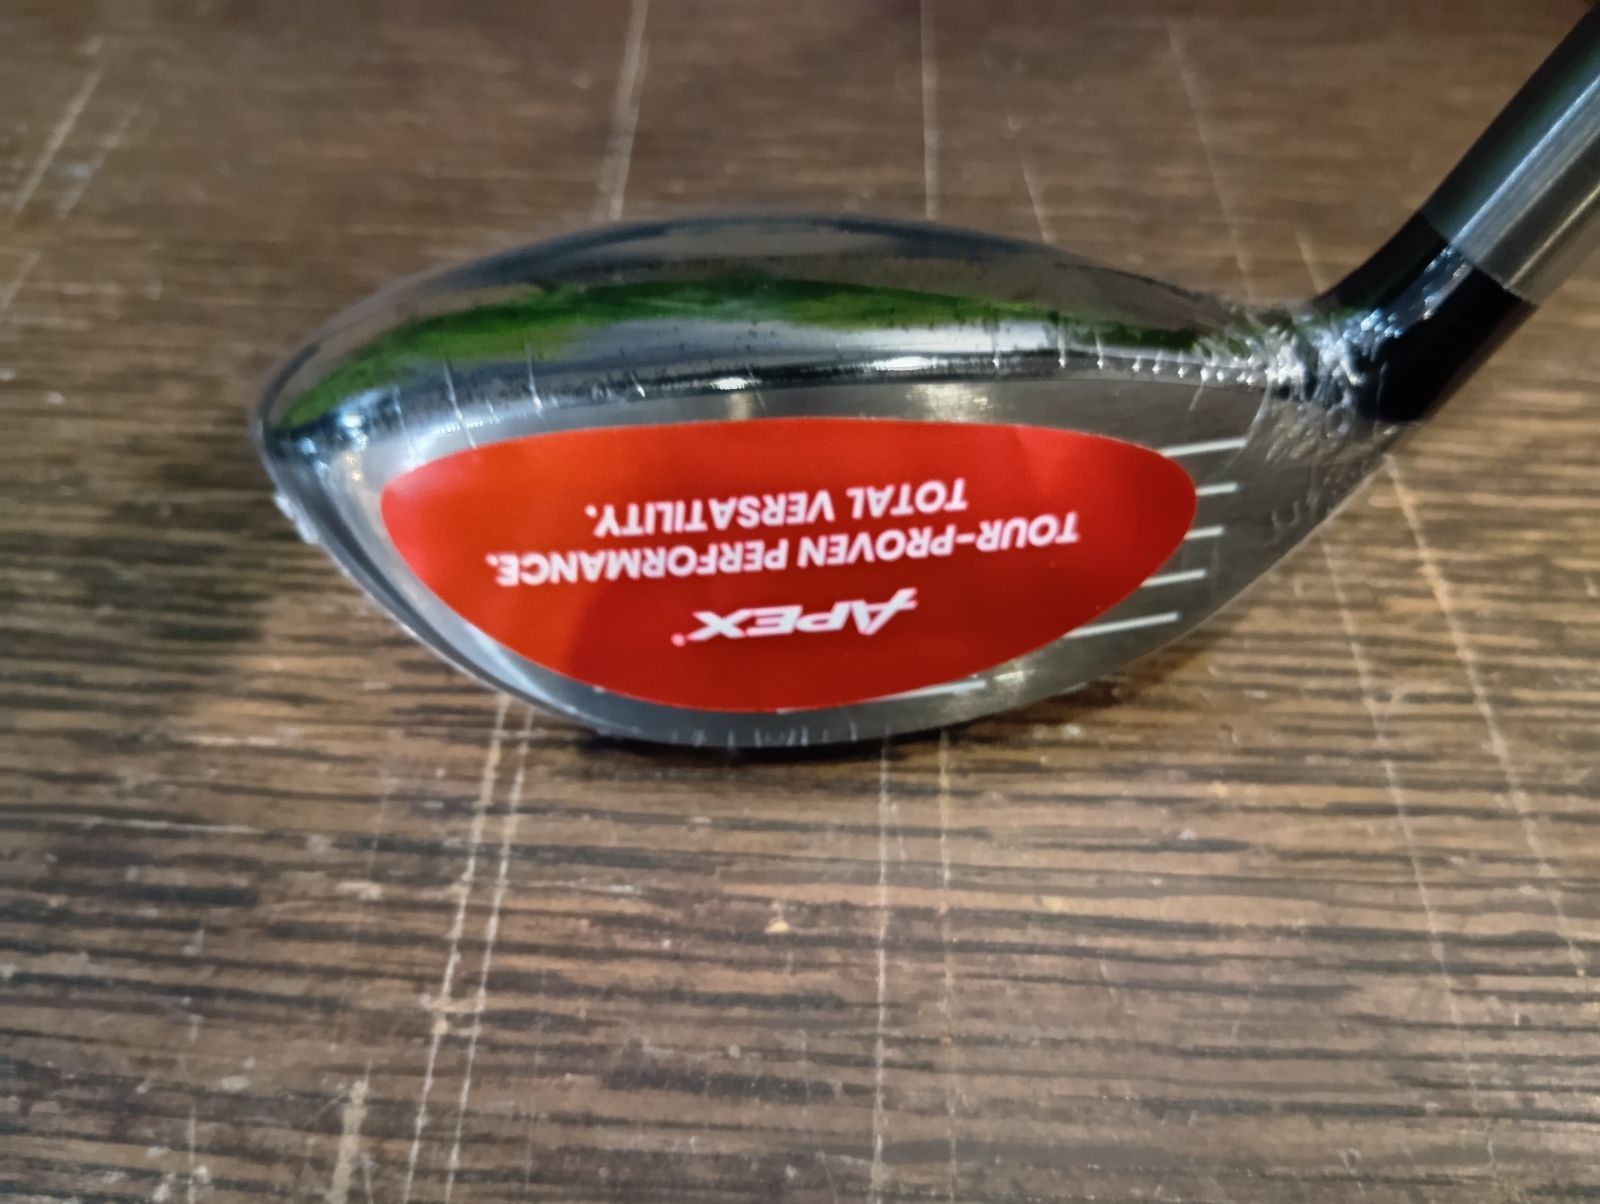 APEX
TOUR-PROVEN PERFORMANCE.
TOTAL VERSATILITY.